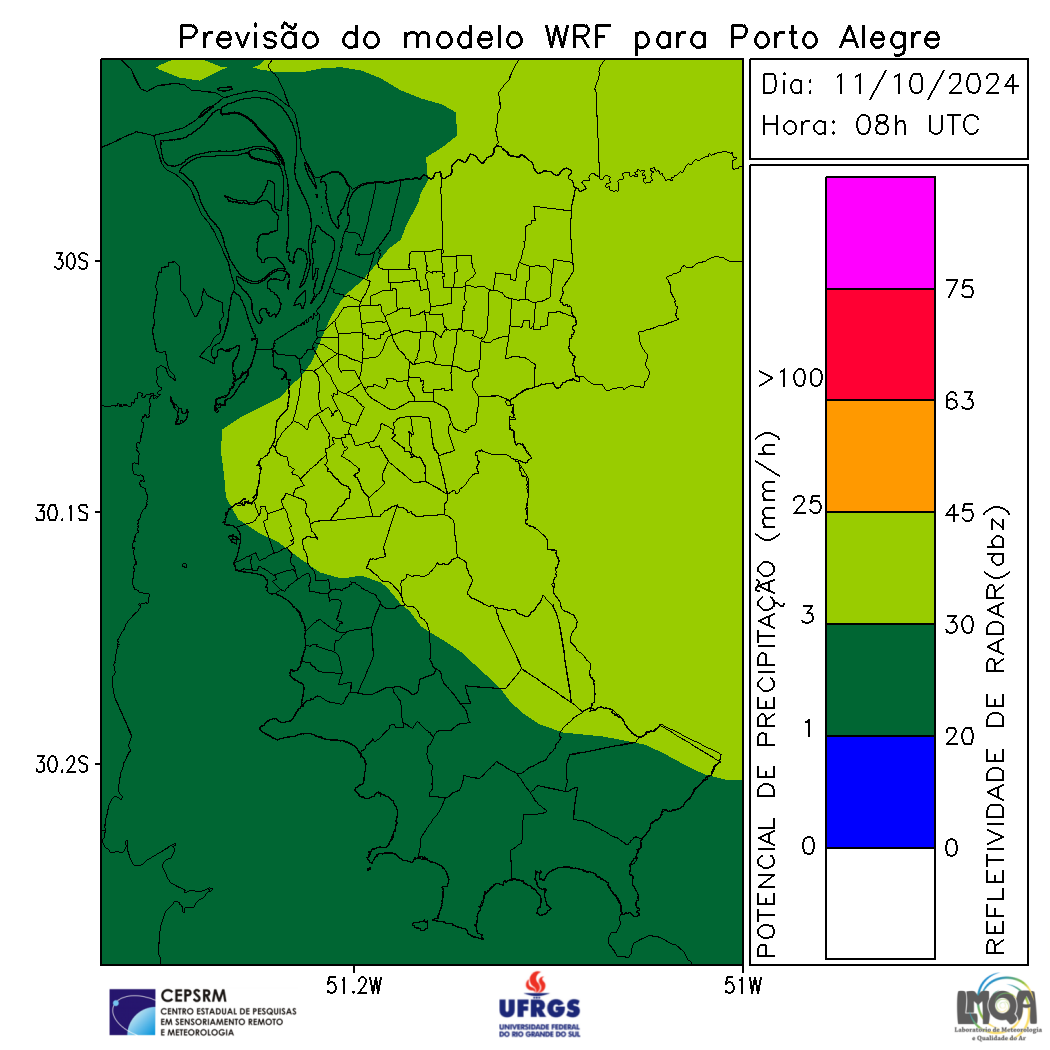 Previsão do modelo WRF para Porto Alegre
Dia: 11/10/2024
Hora: 08h UTC
30S
30.1S
30.2S
51.2W
51W
POTENCIAL DE PRECIPITAÇÃO (mm/h)
>100
25
3
1
0
75
63
45
30
20
0
REFLETIVIDADE DE RADAR(dbz)
CEPSRM
CENTRO ESTADUAL DE PESQUISAS
EM SENSORIAMENTO REMOTO
E METEOROLOGIA
UFRGS
UNIVERSIDADE FEDERAL
DO RIO GRANDE DO SUL
LMQA
Laboratório de Meteorologia
e Qualidade do Ar